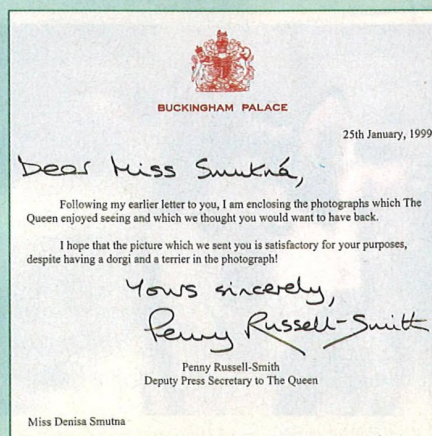 BUCKINGHAM PALACE
25th January, 1999
Dear Miss Smutná,
Following my earlier letter to you, I am enclosing the photographs which The
Queen enjoyed seeing and which we thought you would want to have back.
I hope that the picture which we sent you is satisfactory for your purposes,
despite having a dorgi and a terrier in the photograph!
Yours sincerely,
Penny Russell-Smith
Penny Russell-Smith
Deputy Press Secretary to The Queen
Miss Denisa Smutna